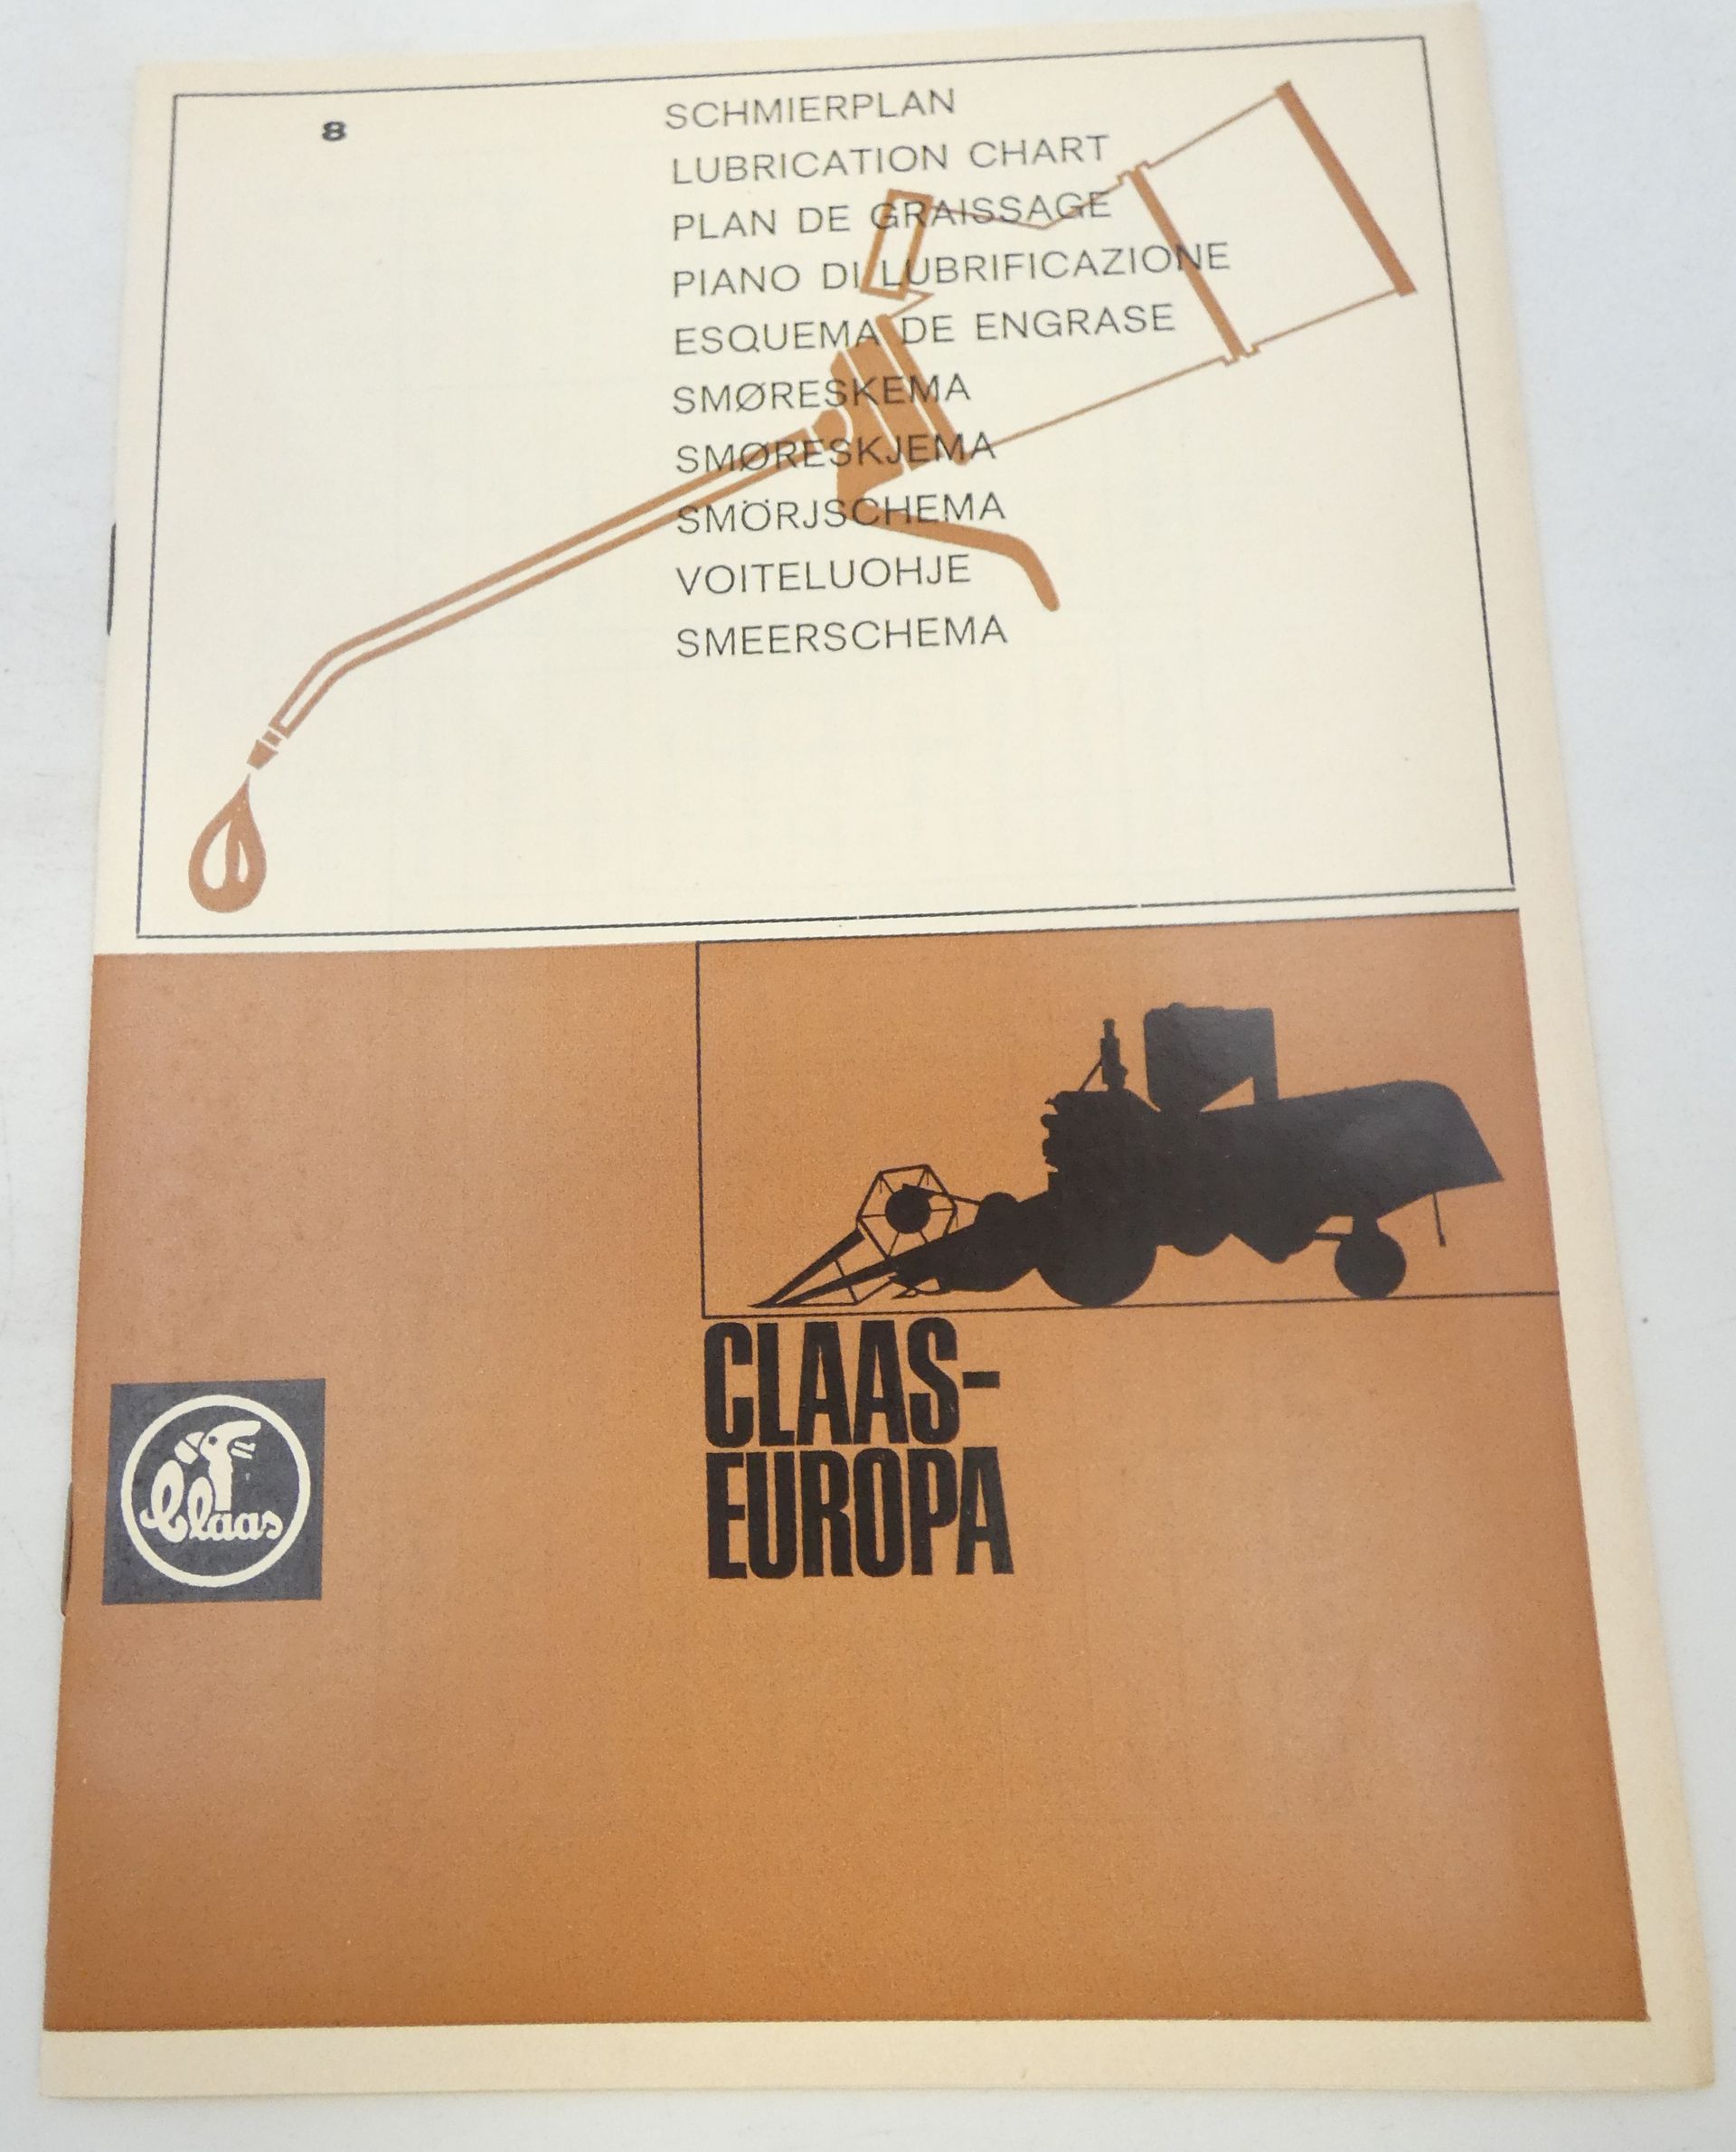 8
SCHMIERPLAN
LUBRICATION CHART
PLAN DE GRAISSAGE
PIANO DI LUBRIFICAZIONE
ESQUEMA DE ENGRASE
SMØRESKEMA
SMØRESKJEMA
SMÖRJSCHEMA
VOITELUOHJE
SMEERSCHEMA
CLAAS-
EUROPA
Claas